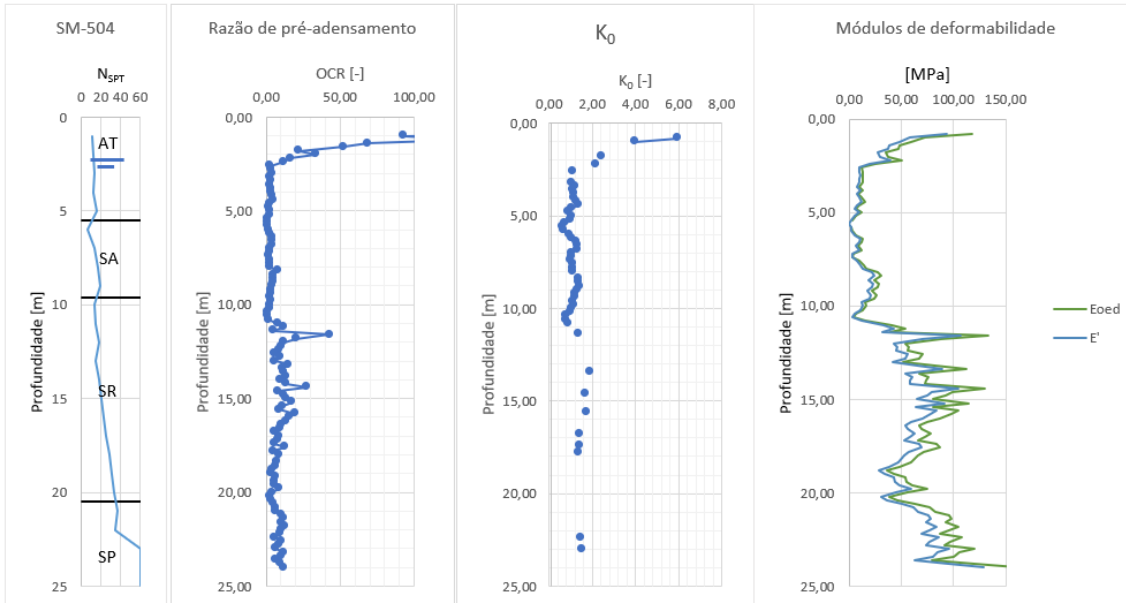 SM-504
N_SPT
0 20 40 60
0
5
10
15
20
25
Profundidade [m]
AT
SA
SR
SP
Razão de pré-adensamento
OCR [-]
0,00 50,00 100,00
0,00
5,00
10,00
15,00
20,00
25,00
Profundidade [m]
K₀
K₀ [-]
0,00 2,00 4,00 6,00 8,00
0,00
5,00
10,00
15,00
20,00
25,00
Profundidade [m]
Módulos de deformabilidade
[MPa]
0,00 50,00 100,00 150,00
0,00
5,00
10,00
15,00
20,00
25,00
Profundidade [m]
Eoed
E'